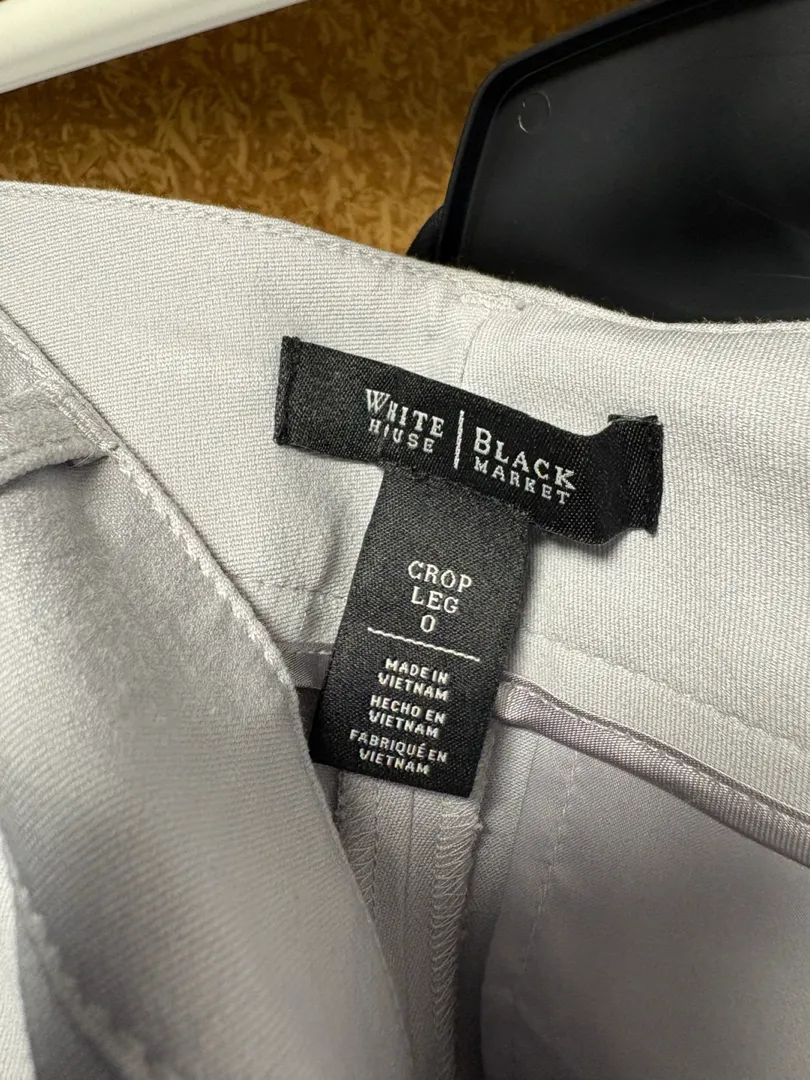 WHITE HOUSE | BLACK MARKET
CROP
LEG
0
MADE IN
VIETNAM
HECHO EN
VIETNAM
FABRIQUÉ EN
VIETNAM